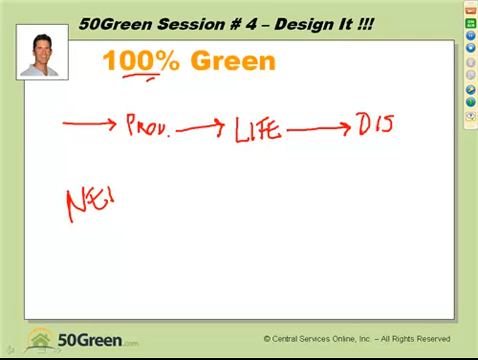 50Green Session # 4 – Design It !!!
100% Green
→ PROD. → LIFE → DIS
50Green.com
© Central Services Online, Inc. – All Rights Reserved